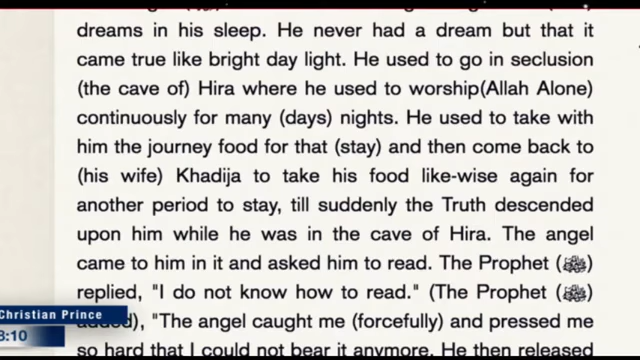 dreams in his sleep. He never had a dream but that it
came true like bright day light. He used to go in seclusion
(the cave of) Hira where he used to worship(Allah Alone)
continuously for many (days) nights. He used to take with
him the journey food for that (stay) and then come back to
(his wife) Khadija to take his food like-wise again for
another period to stay, till suddenly the Truth descended
upon him while he was in the cave of Hira. The angel
came to him in it and asked him to read. The Prophet (ﷺ)
replied, "I do not know how to read." (The Prophet (ﷺ)
added), "The angel caught me (forcefully) and pressed me
so hard that I could not bear it anymore. He then released
Christian Prince
8:10